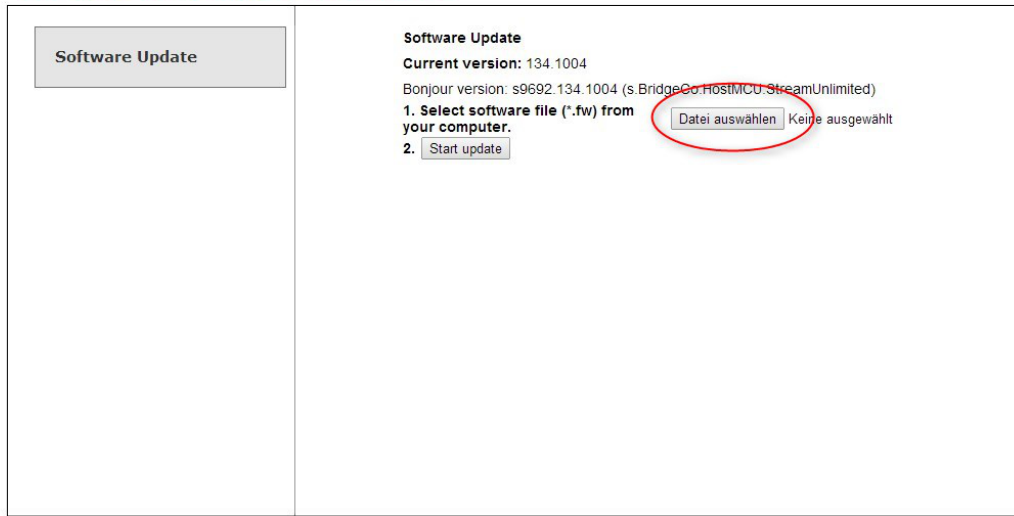 Software Update
Software Update
Current version: 134.1004
Bonjour version: s9692.134.1004 (s.BridgeCo.HostMCU.StreamUnlimited)
1. Select software file (*.fw) from
your computer.
Datei auswählen Keine ausgewählt
2. Start update